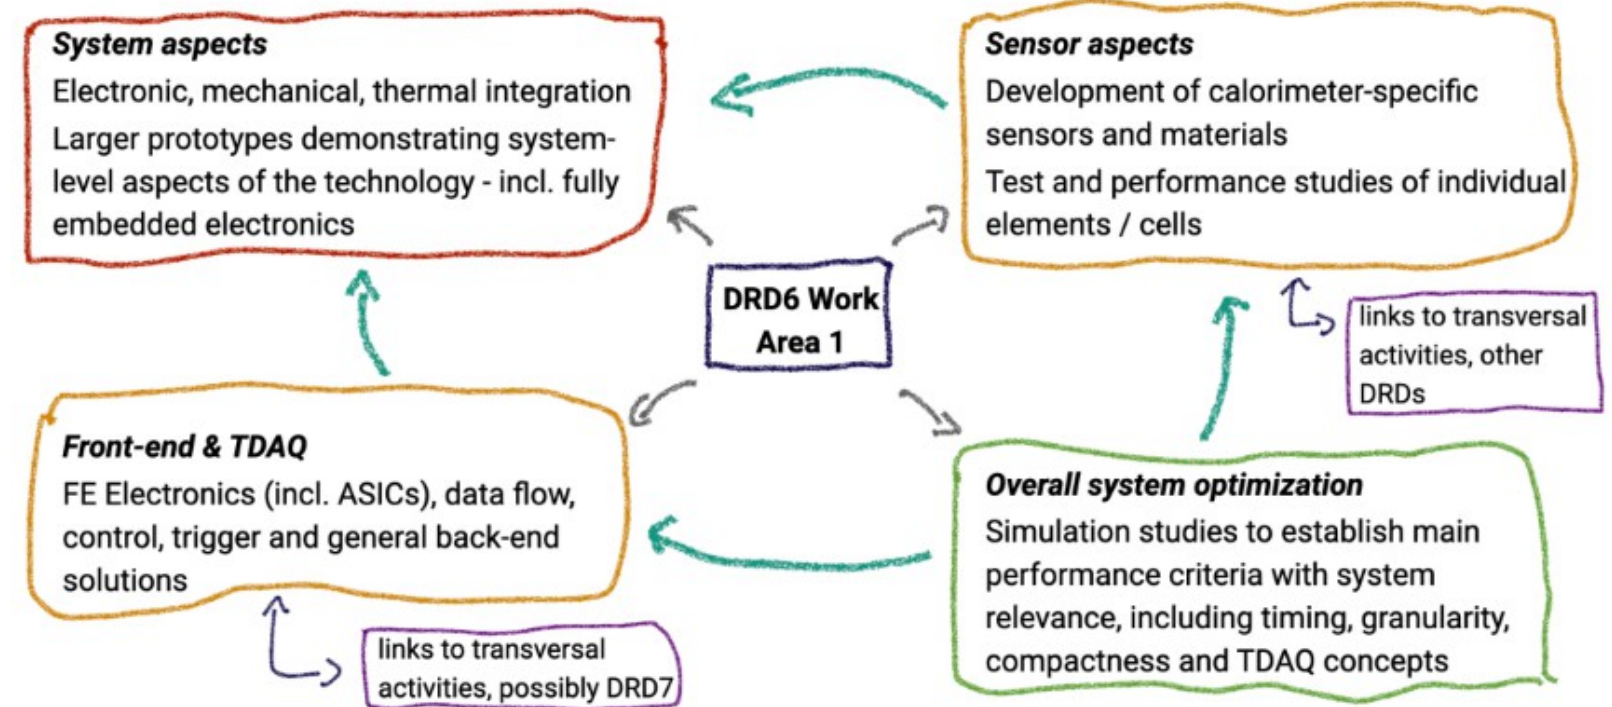 System aspects
Electronic, mechanical, thermal integration
Larger prototypes demonstrating system-
level aspects of the technology - incl. fully
embedded electronics
Sensor aspects
Development of calorimeter-specific
sensors and materials
Test and performance studies of individual
elements / cells
DRD6 Work
Area 1
links to transversal
activities, other
DRDs
Front-end & TDAQ
FE Electronics (incl. ASICs), data flow,
control, trigger and general back-end
solutions
links to transversal
activities, possibly DRD7
Overall system optimization
Simulation studies to establish main
performance criteria with system
relevance, including timing, granularity,
compactness and TDAQ concepts